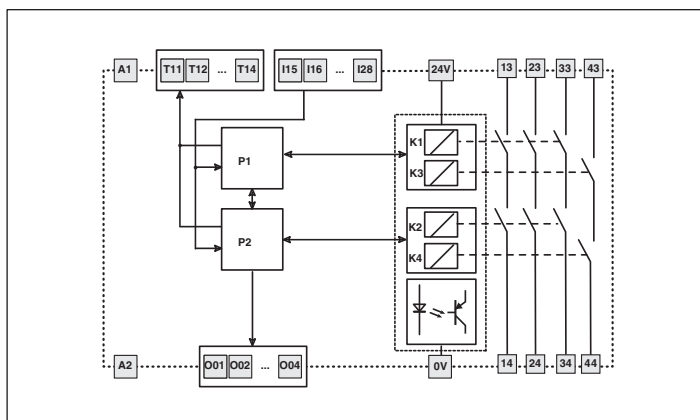 A1 T11 T12 ... T14 I15 I16 ... I28 24V 13 23 33 43
K1
P1
K3
K2
P2
K4
A2 O01 O02 ... O04 0V 14 24 34 44